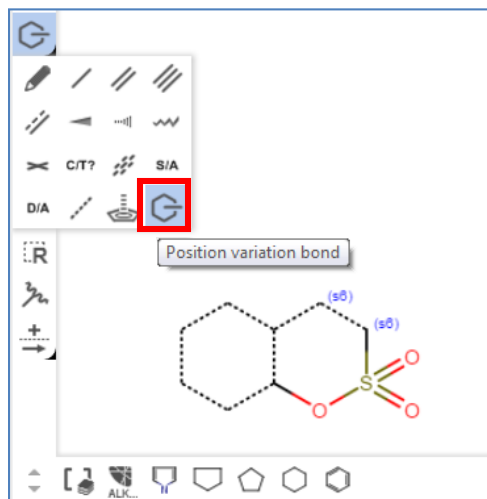 C/T? S/A
D/A
R
Position variation bond
(s6)
(s6)
O
S
O
O
ALK...
N